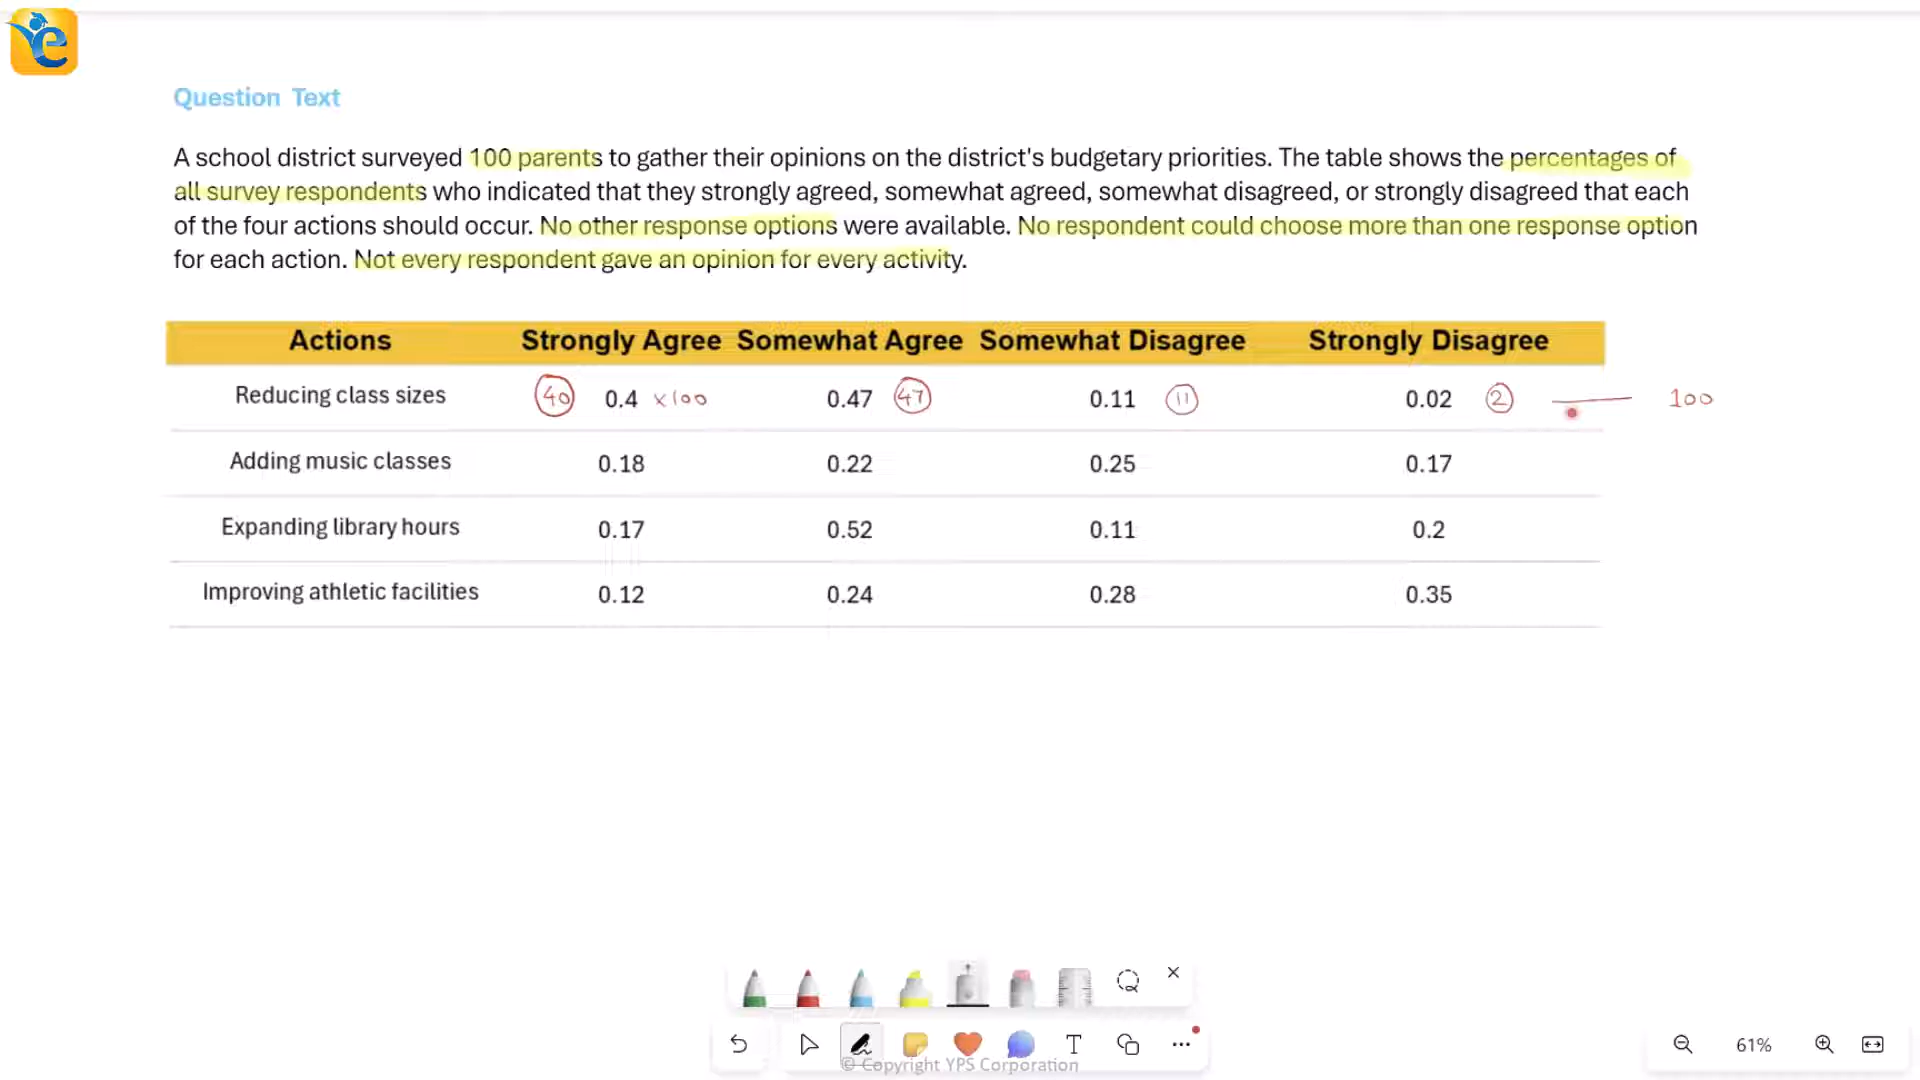 Question Text
A school district surveyed 100 parents to gather their opinions on the district's budgetary priorities. The table shows the percentages of
all survey respondents who indicated that they strongly agreed, somewhat agreed, somewhat disagreed, or strongly disagreed that each
of the four actions should occur. No other response options were available. No respondent could choose more than one response option
for each action. Not every respondent gave an opinion for every activity.
Actions Strongly Agree Somewhat Agree Somewhat Disagree Strongly Disagree
Reducing class sizes 40 0.4 x100 0.47 47 0.11 11 0.02 2 100
Adding music classes 0.18 0.22 0.25 0.17
Expanding library hours 0.17 0.52 0.11 0.2
Improving athletic facilities 0.12 0.24 0.28 0.35
T 61%
© Copyright YPS Corporation